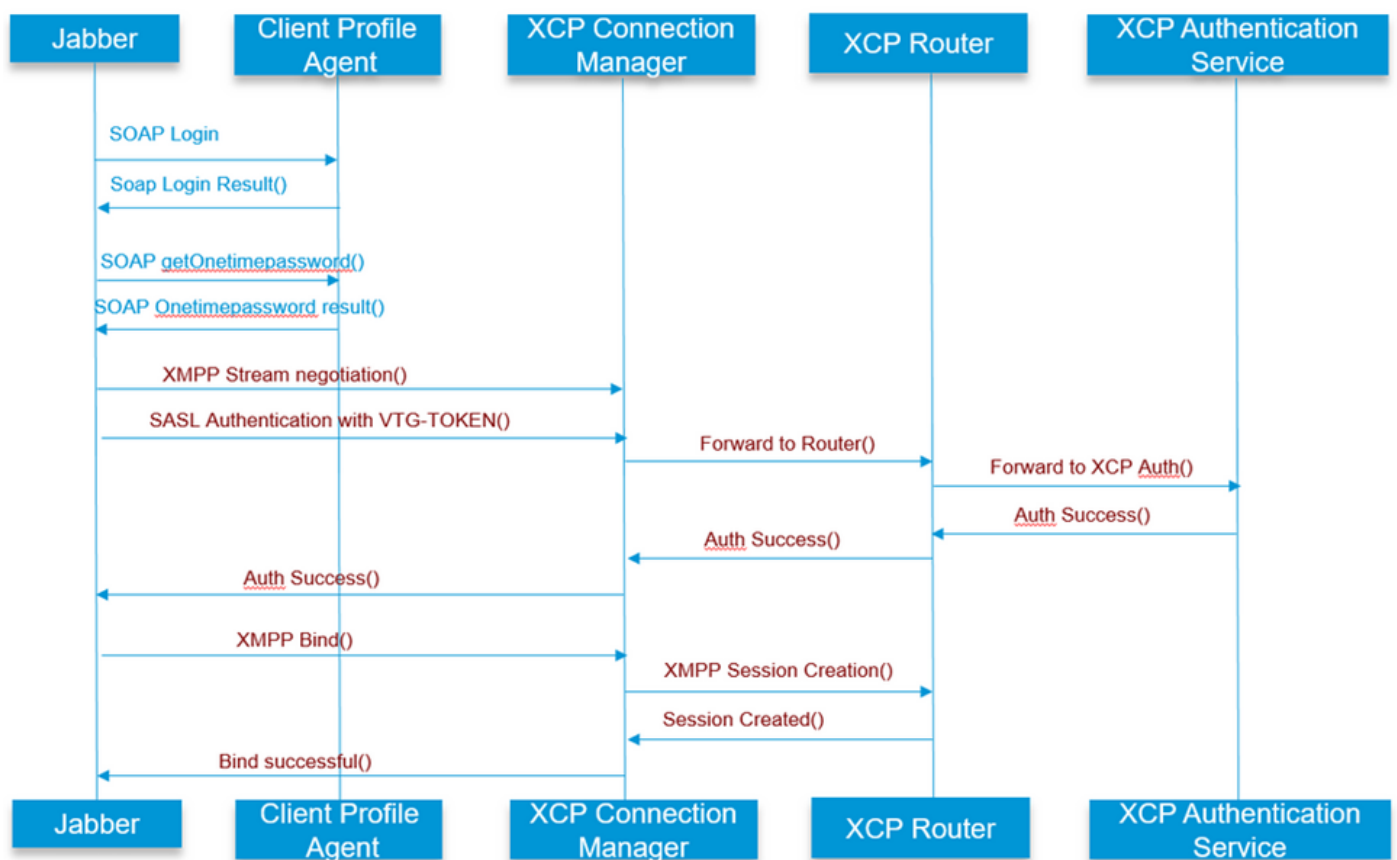 Jabber
Client Profile
Agent
XCP Connection
Manager
XCP Router
XCP Authentication
Service
SOAP Login
Soap Login Result()
SOAP getOnetimepassword()
SOAP Onetimepassword result()
XMPP Stream negotiation()
SASL Authentication with VTG-TOKEN()
Forward to Router()
Forward to XCP Auth()
Auth Success()
Auth Success()
Auth Success()
XMPP Bind()
XMPP Session Creation()
Session Created()
Bind successful()
Jabber
Client Profile
Agent
XCP Connection
Manager
XCP Router
XCP Authentication
Service